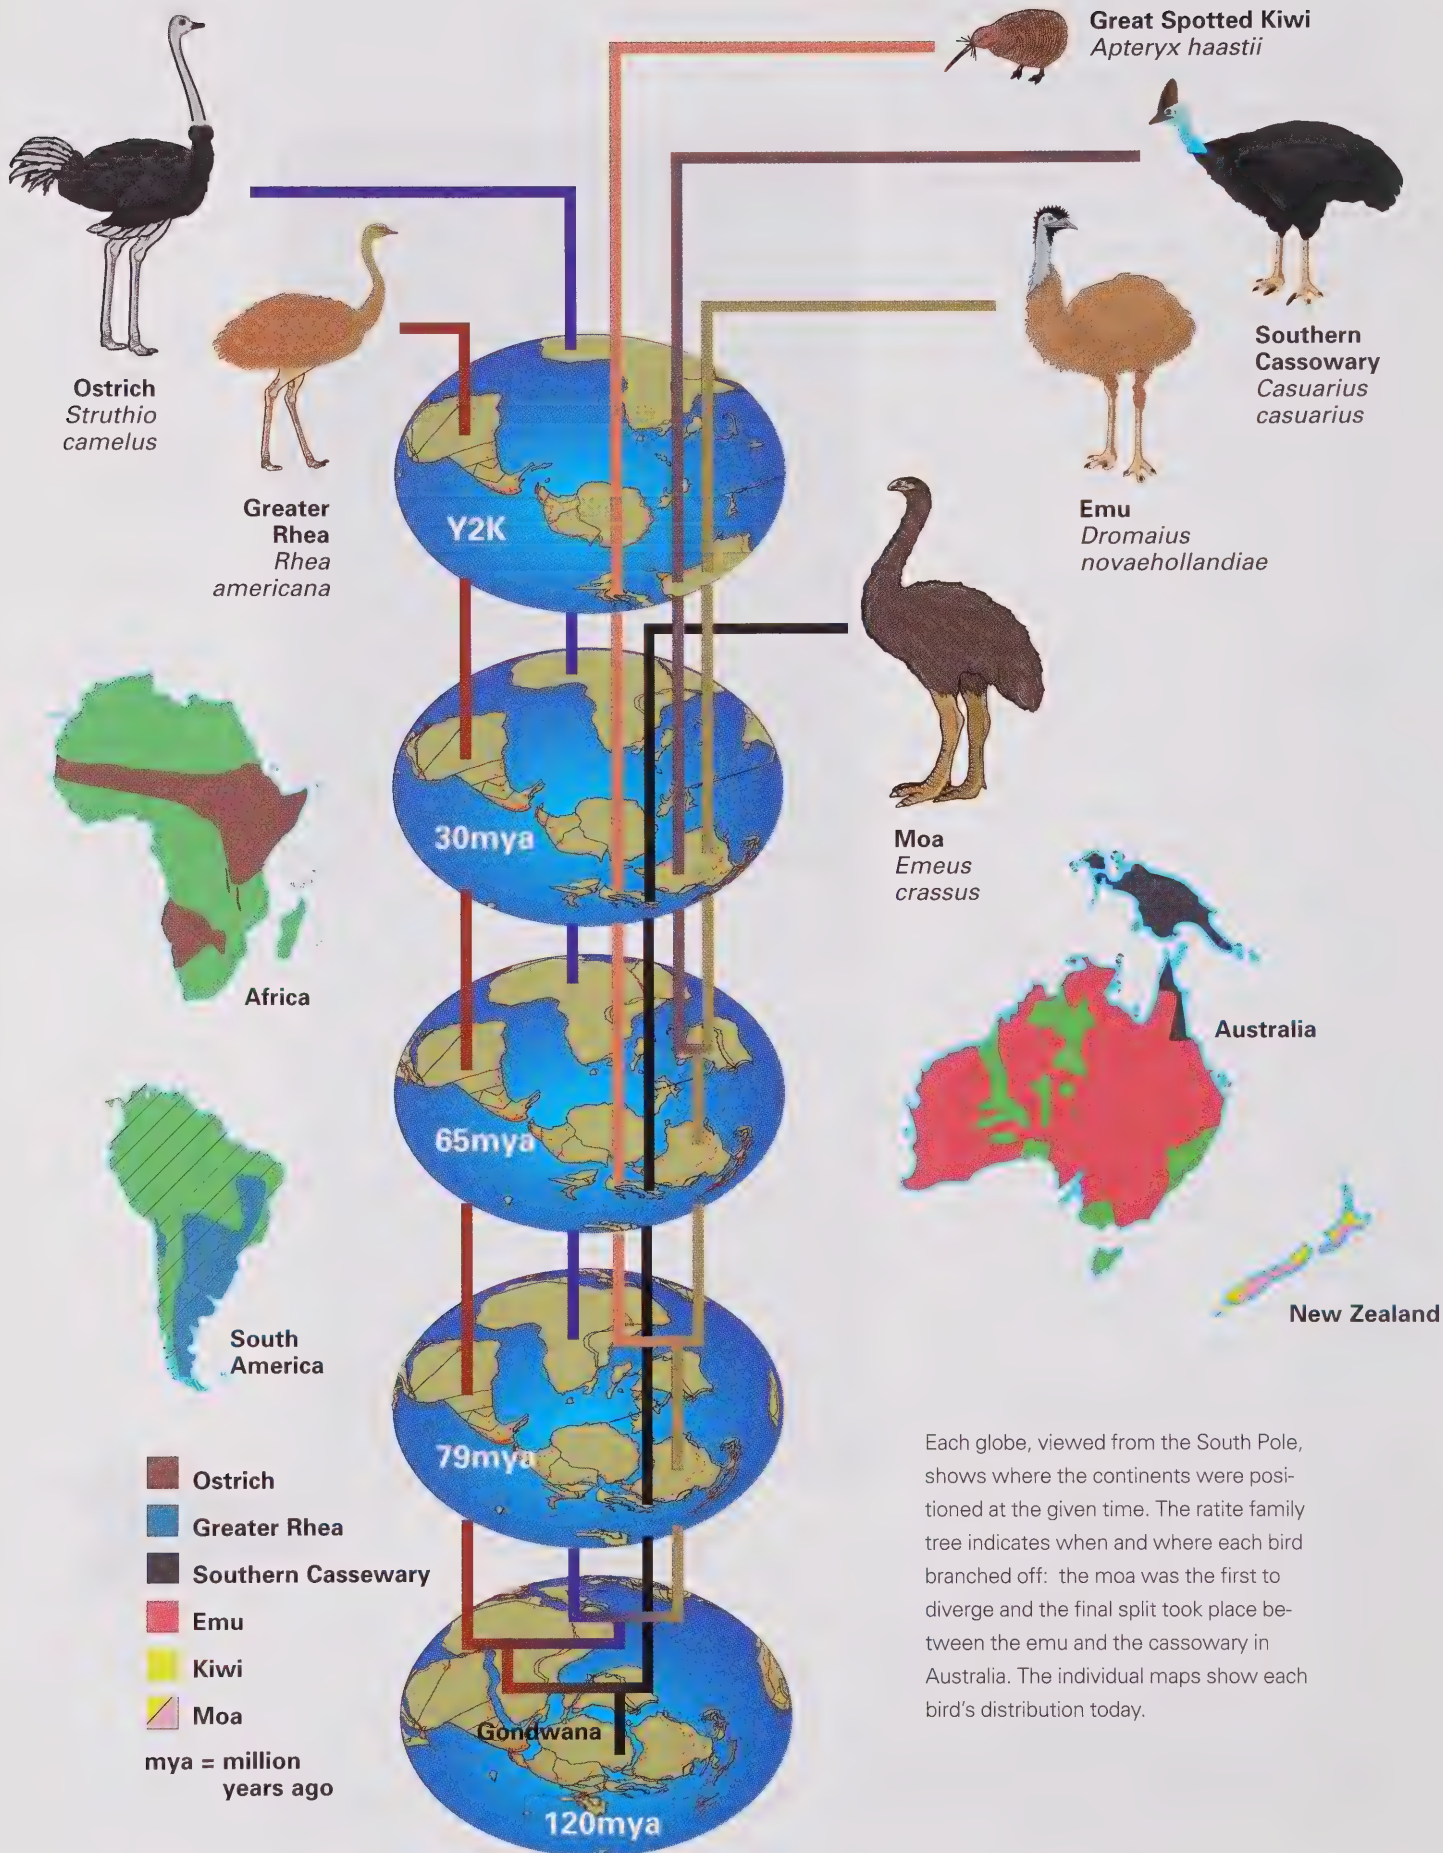 Great Spotted Kiwi
Apteryx haastii
Ostrich
Struthio
camelus
Greater
Rhea
Rhea
americana
Southern
Cassowary
Casuarius
casuarius
Emu
Dromaius
novaehollandiae
Moa
Emeus
crassus
Y2K
30mya
65mya
79mya
Gondwana
120mya
Africa
South
America
Australia
New Zealand
Ostrich
Greater Rhea
Southern Cassewary
Emu
Kiwi
Moa
mya = million
years ago
Each globe, viewed from the South Pole,
shows where the continents were posi-
tioned at the given time. The ratite family
tree indicates when and where each bird
branched off: the moa was the first to
diverge and the final split took place be-
tween the emu and the cassowary in
Australia. The individual maps show each
bird's distribution today.